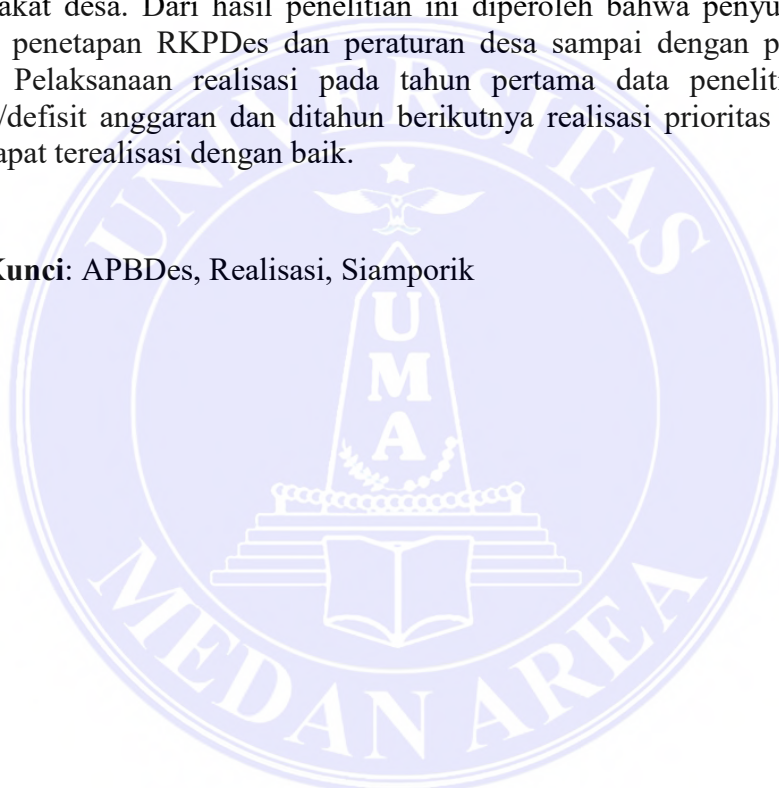 akat desa. Dari hasil penelitian ini diperoleh bahwa penyu
penetapan RKPDes dan peraturan desa sampai dengan p
Pelaksanaan realisasi pada tahun pertama data penelit
/defisit anggaran dan ditahun berikutnya realisasi prioritas
apat terealisasi dengan baik.
Kunci: APBDes, Realisasi, Siamporik
UNIVERSITAS
UMA
MEDAN AREA